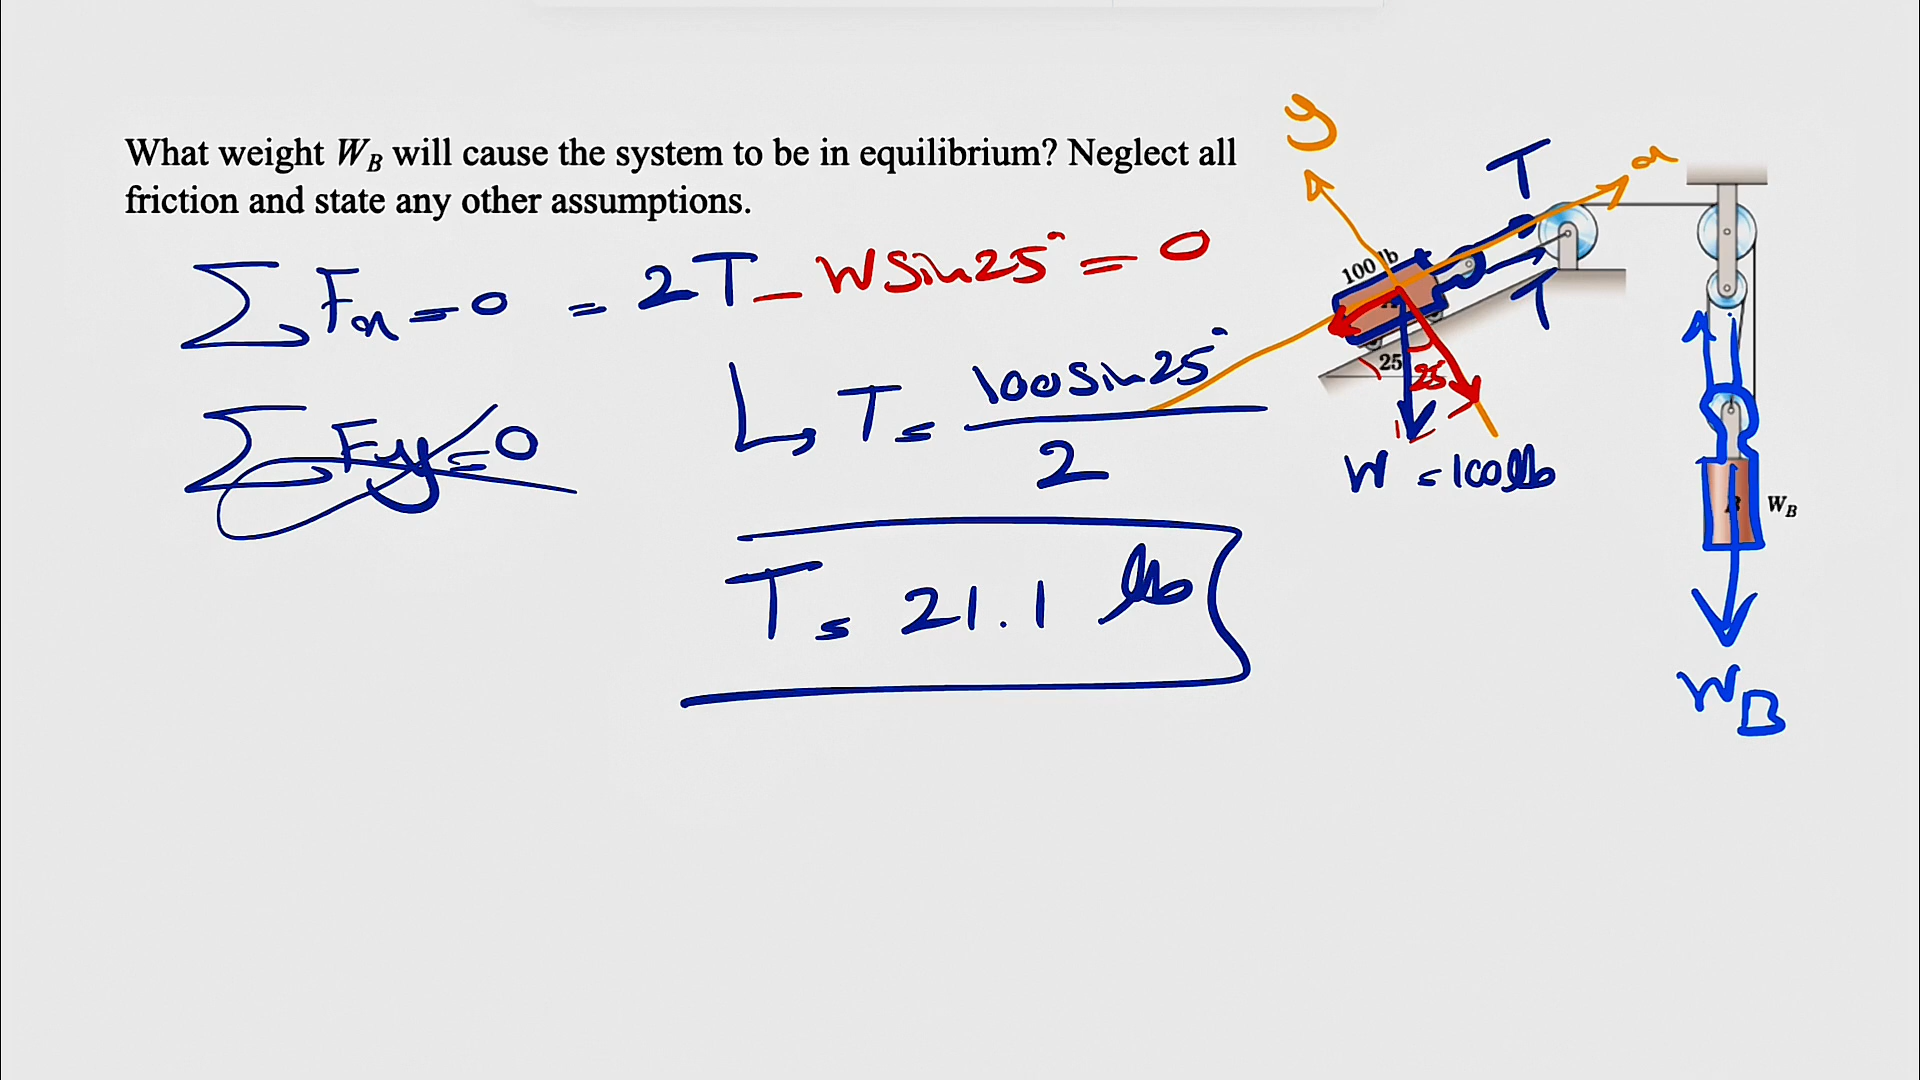 What weight W_B will cause the system to be in equilibrium? Neglect all
friction and state any other assumptions.
∑Fx = 0 = 2T - W sin25° = 0
∑Fy = 0
↳ T = 100 sin25° / 2
T = 21.1 lb
y
x
T
T
100 lb
25
25
W = 100 lb
B
W_B
W_B